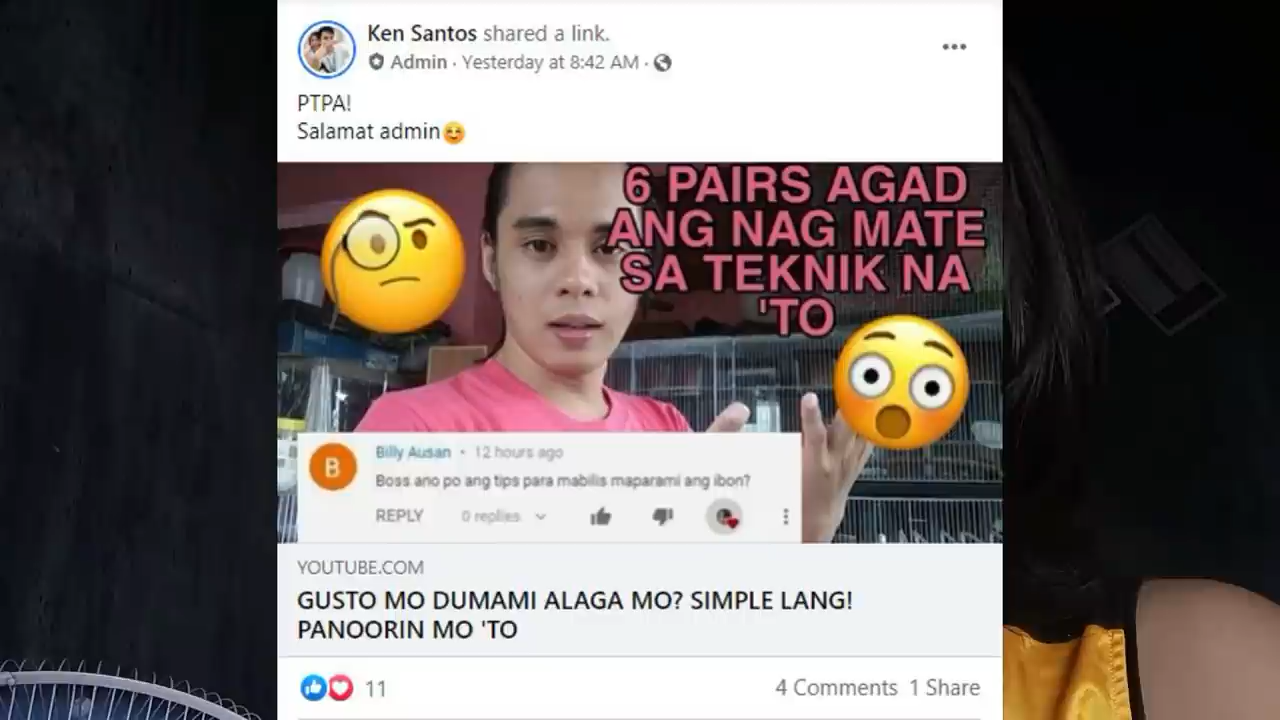 Ken Santos shared a link.
Admin · Yesterday at 8:42 AM ·
PTPA!
Salamat admin😊
6 PAIRS AGAD
ANG NAG MATE
SA TEKNIK NA
'TO
B
Billy Ausan • 12 hours ago
Boss ano po ang tips para mabilis maparami ang ibon?
REPLY 0 replies
YOUTUBE.COM
GUSTO MO DUMAMI ALAGA MO? SIMPLE LANG!
PANOORIN MO 'TO
11 4 Comments 1 Share